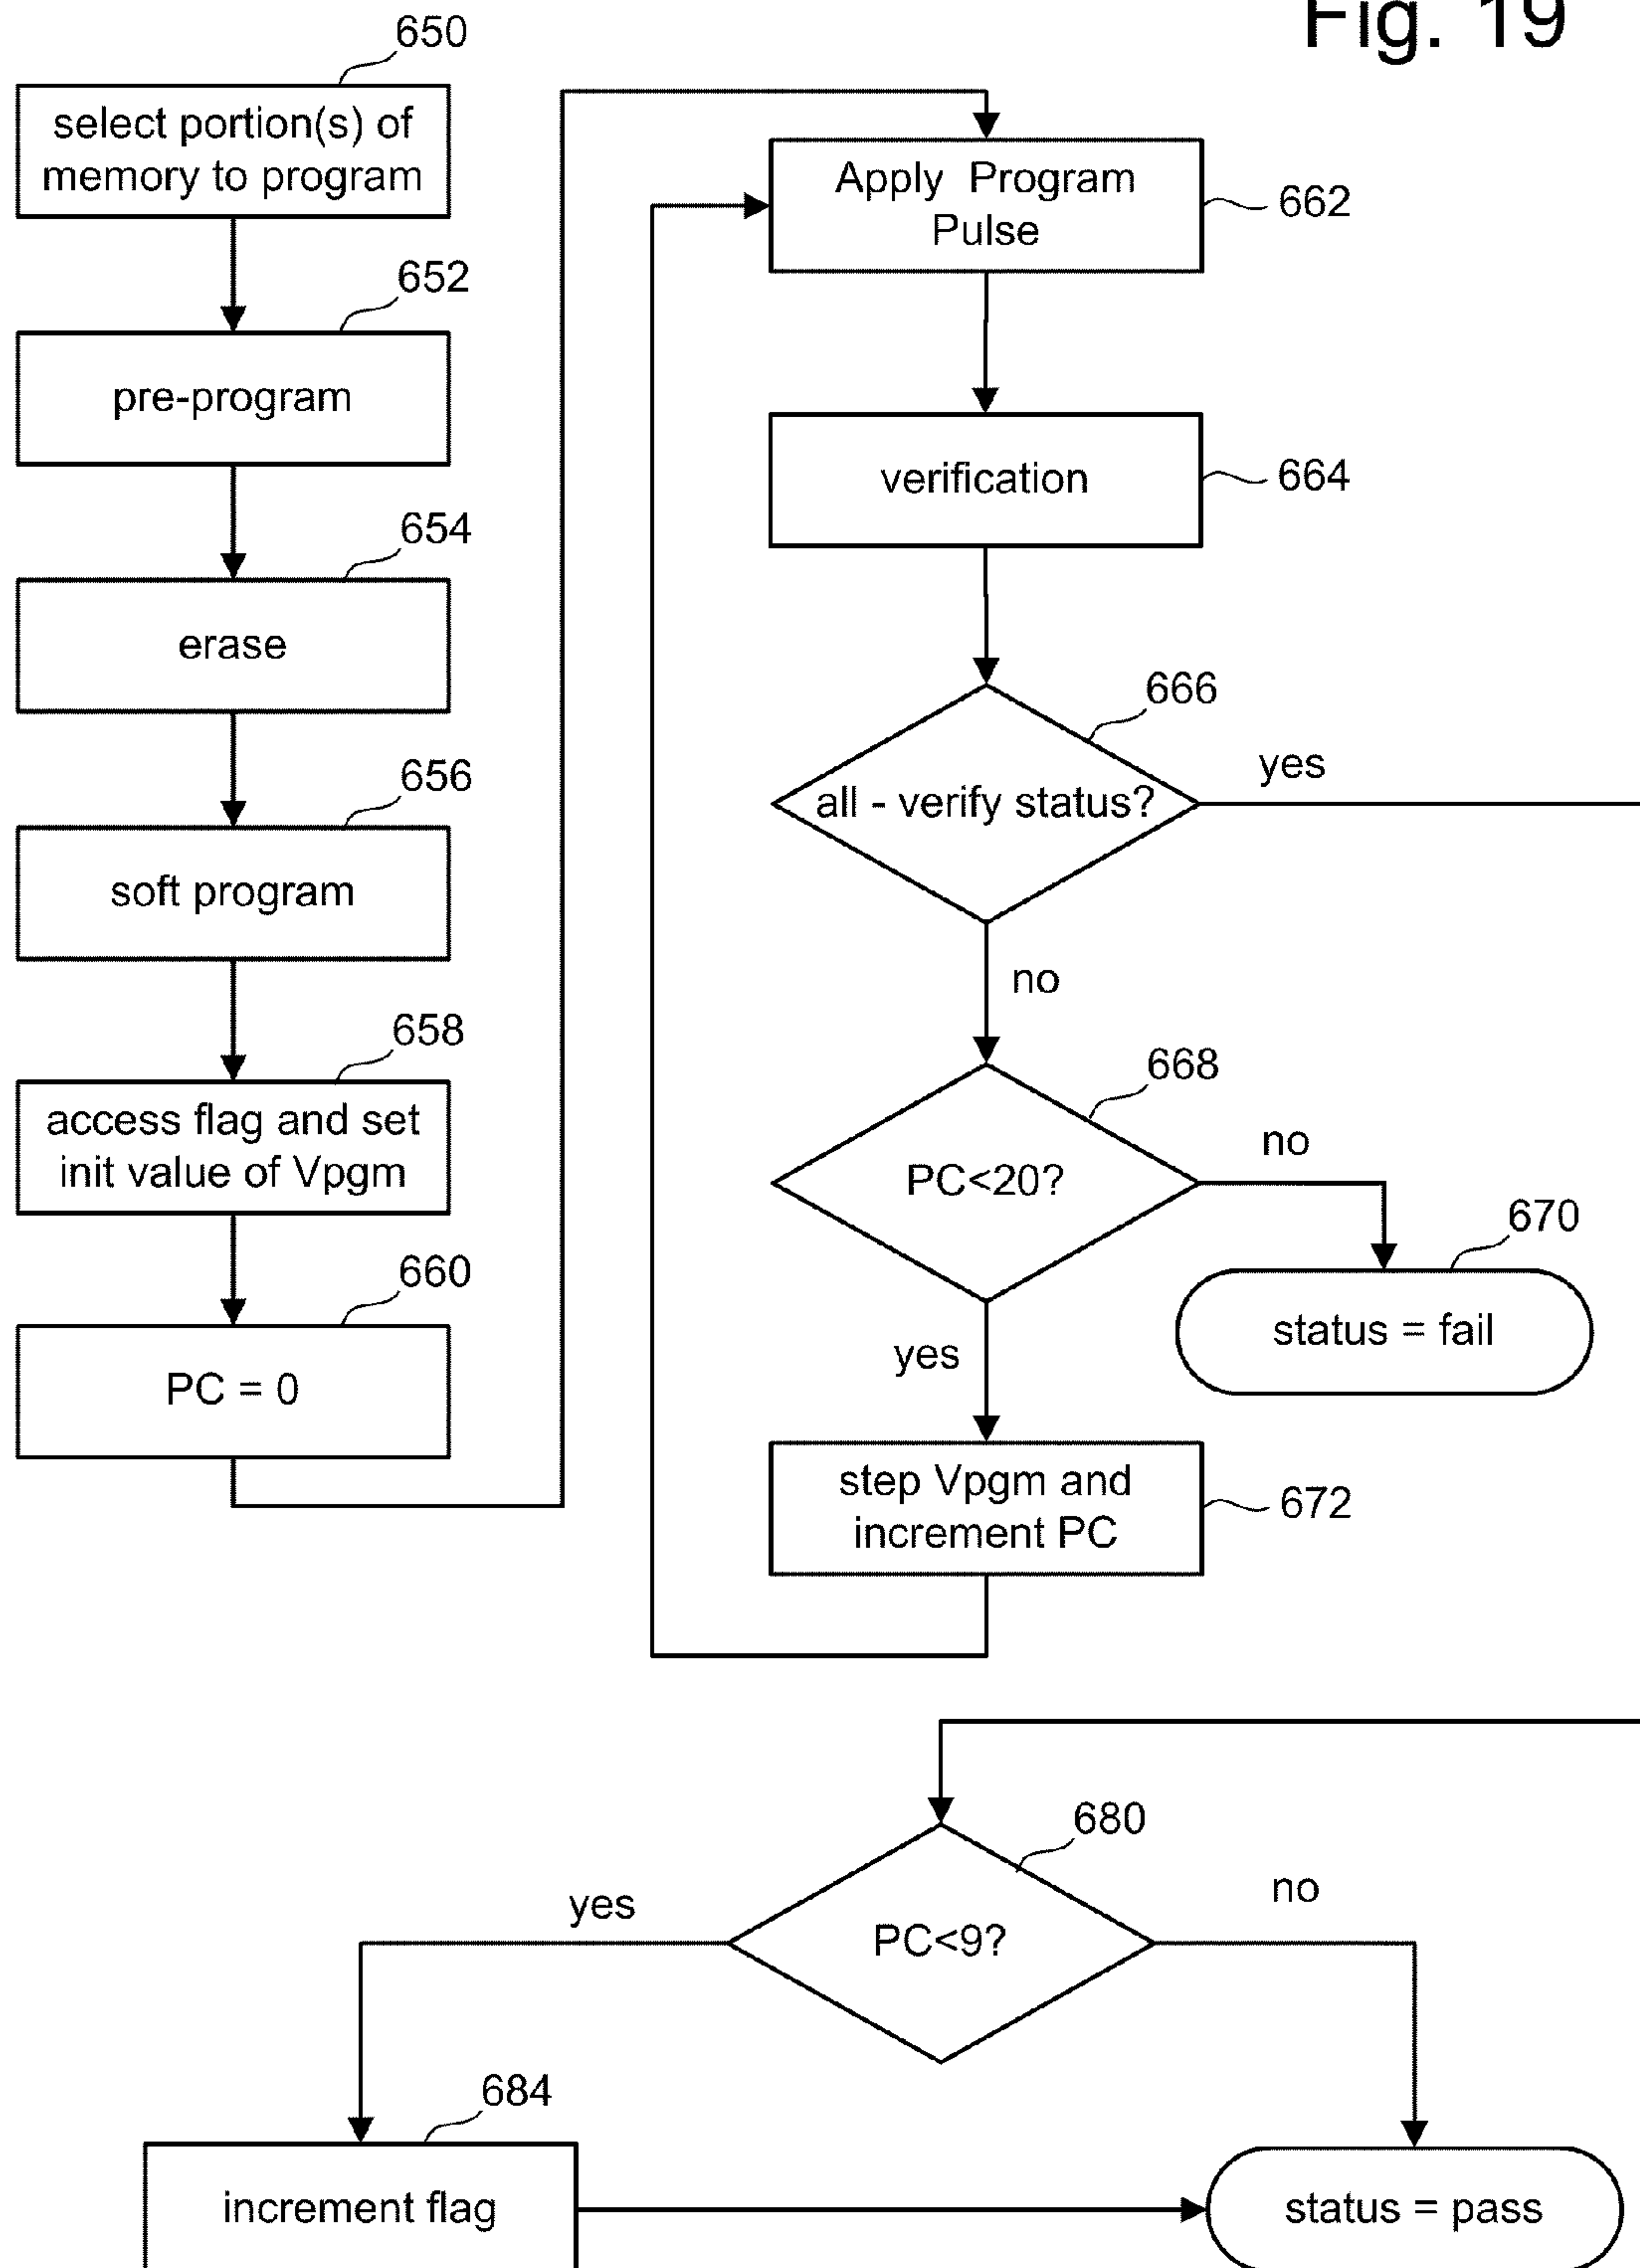 Fig. 19
650
select portion(s) of
memory to program
652
pre-program
654
erase
656
soft program
658
access flag and set
init value of Vpgm
660
PC = 0
Apply Program
Pulse
662
verification
664
666
all - verify status?
yes
no
668
PC<20?
no
670
status = fail
yes
step Vpgm and
increment PC
672
680
PC<9?
yes
no
684
increment flag
status = pass